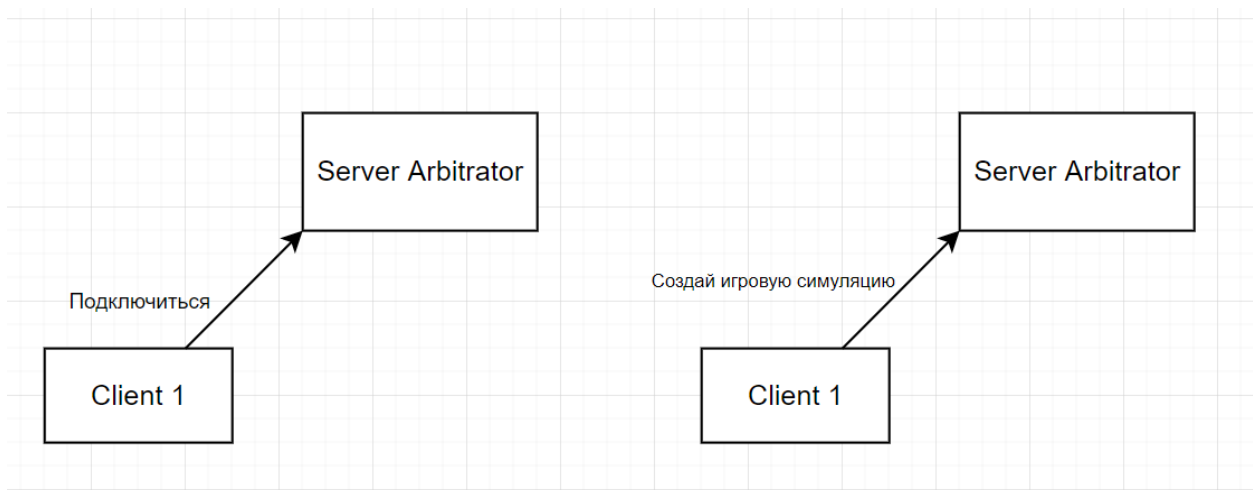 Server Arbitrator
Подключиться
Client 1
Server Arbitrator
Создай игровую симуляцию
Client 1